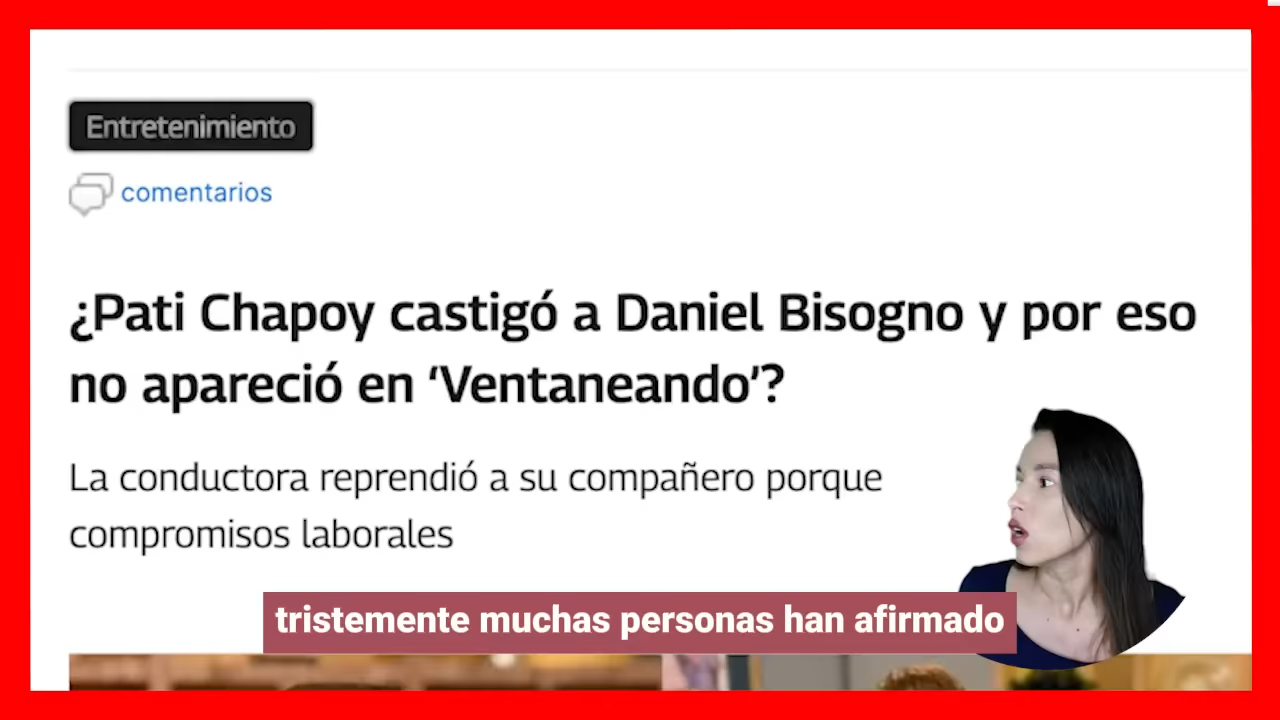 Entretenimiento
comentarios
¿Pati Chapoy castigó a Daniel Bisogno y por eso
no apareció en ‘Ventaneando’?
La conductora reprendió a su compañero porque
compromisos laborales
tristemente muchas personas han afirmado